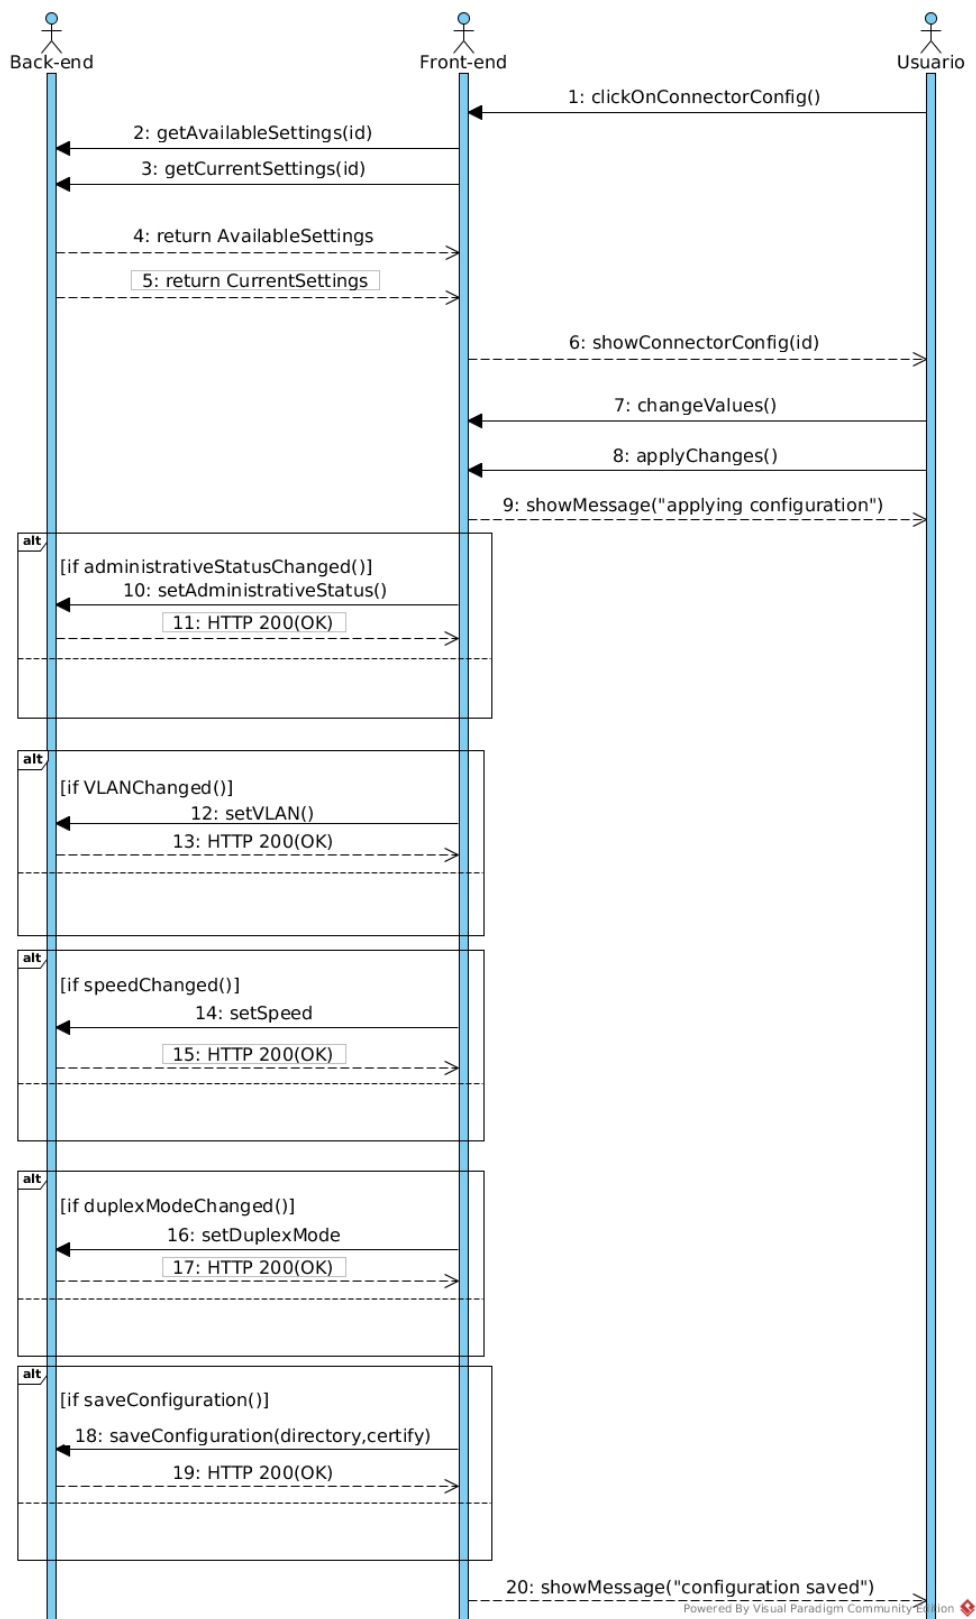 Back-end
Front-end
Usuario
1: clickOnConnectorConfig()
2: getAvailableSettings(id)
3: getCurrentSettings(id)
4: return AvailableSettings
5: return CurrentSettings
6: showConnectorConfig(id)
7: changeValues()
8: applyChanges()
9: showMessage("applying configuration")
alt
[if administrativeStatusChanged()]
10: setAdministrativeStatus()
11: HTTP 200(OK)
alt
[if VLANChanged()]
12: setVLAN()
13: HTTP 200(OK)
alt
[if speedChanged()]
14: setSpeed
15: HTTP 200(OK)
alt
[if duplexModeChanged()]
16: setDuplexMode
17: HTTP 200(OK)
alt
[if saveConfiguration()]
18: saveConfiguration(directory,certify)
19: HTTP 200(OK)
20: showMessage("configuration saved")
Powered By Visual Paradigm Community Edition